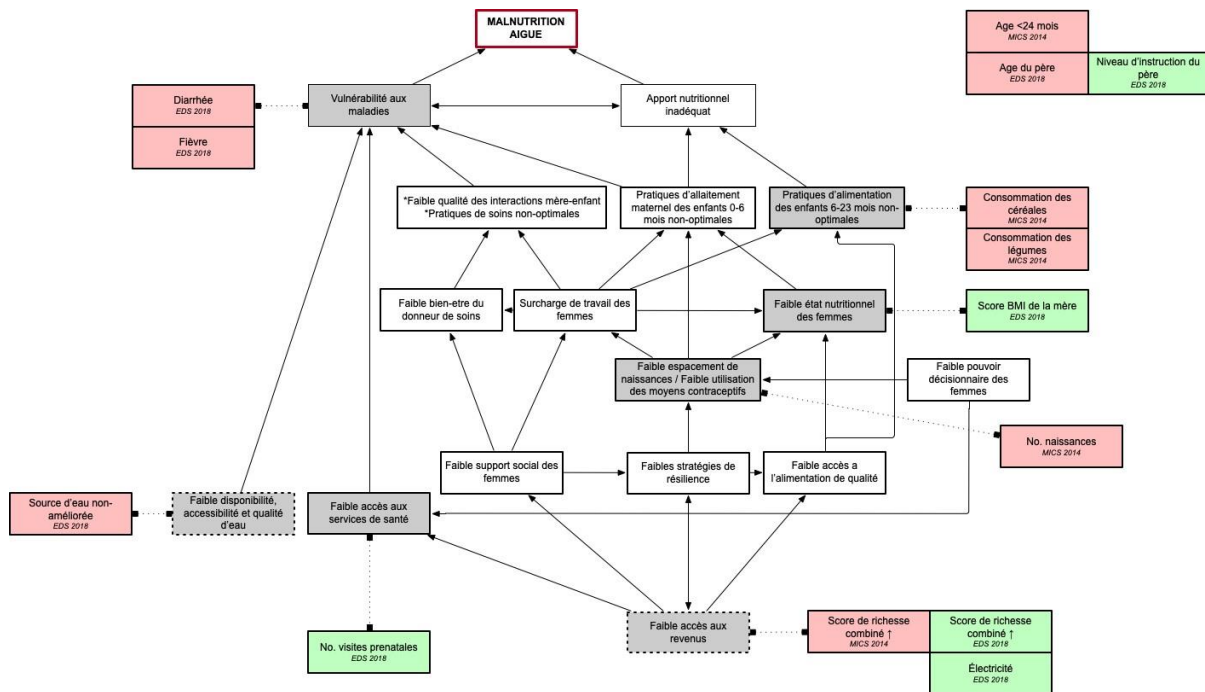 MALNUTRITION
AIGUE
Age <24 mois
MICS 2014
Age du père
EDS 2018
Niveau d'instruction du
père
EDS 2018
Diarrhée
EDS 2018
Fièvre
EDS 2018
Vulnérabilité aux
maladies
Apport nutritionnel
inadéquat
*Faible qualité des interactions mère-enfant
*Pratiques de soins non-optimales
Pratiques d'allaitement
maternel des enfants 0-6
mois non-optimales
Pratiques d'alimentation
des enfants 6-23 mois non-
optimales
Consommation des
céréales
MICS 2014
Consommation des
légumes
MICS 2014
Faible bien-etre du
donneur de soins
Surcharge de travail des
femmes
Faible état nutritionnel
des femmes
Score BMI de la mère
EDS 2018
Faible espacement de
naissances / Faible utilisation
des moyens contraceptifs
Faible pouvoir
décisionnaire des
femmes
No. naissances
MICS 2014
Faible support social des
femmes
Faibles stratégies de
résilience
Faible accès a
l'alimentation de qualité
Source d'eau non-
améliorée
EDS 2018
Faible disponibilité,
accessibilité et qualité
d'eau
Faible accès aux
services de santé
No. visites prenatales
EDS 2018
Faible accès aux
revenus
Score de richesse
combiné ↑
MICS 2014
Score de richesse
combiné ↑
EDS 2018
Électricité
EDS 2018